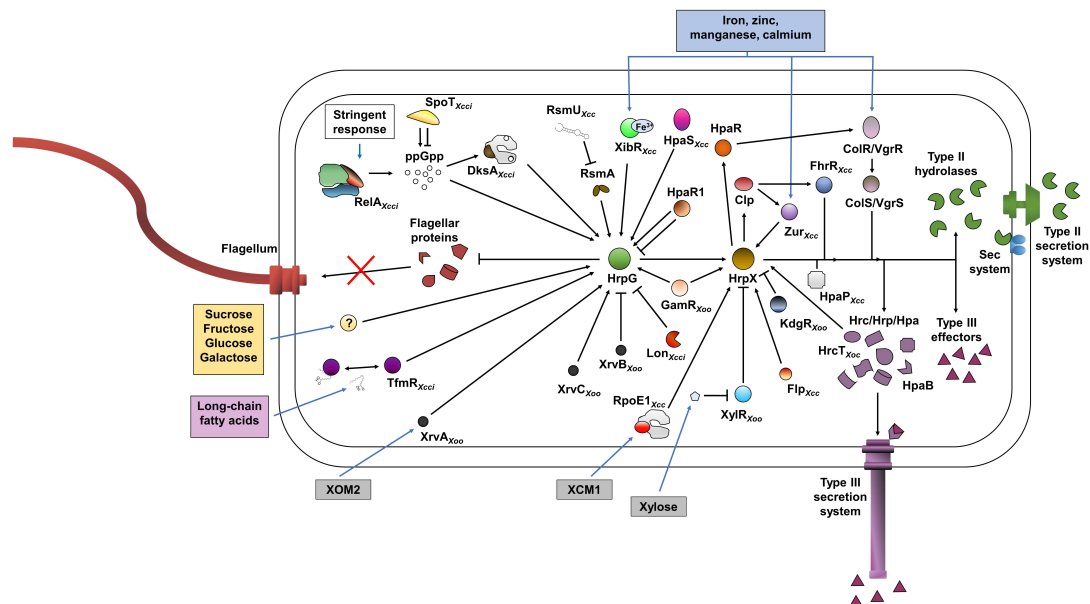 Iron, zinc,
manganese, calmium
SpoTXcci
Stringent
response
ppGpp
RelAXcci
DksAXcci
RsmUXcc
RsmA
Fe3+
XibRXcc
HpaSXcc
HpaR
HpaR1
Clp
FhrRXcc
ZurXcc
ColR/VgrR
ColS/VgrS
Type II
hydrolases
Type II
secretion
system
Sec
system
Flagellum
Flagellar
proteins
HrpG
HrpX
GamRXoo
HpaPXcc
KdgRXoo
Hrc/Hrp/Hpa
HrcTXoc
HpaB
Type III
effectors
Sucrose
Fructose
Glucose
Galactose
?
TfmRXcci
Long-chain
fatty acids
XrvAXoo
XrvCXoo
XrvBXoo
LonXcci
RpoE1Xcc
XylRXoo
FlpXcc
XOM2
XCM1
Xylose
Type III
secretion
system